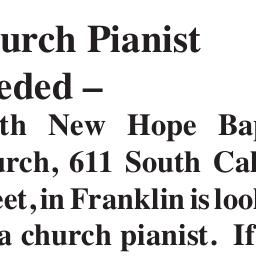 urch Pianist
eded –
th New Hope Bap
urch, 611 South Cal
eet, in Franklin is look
a church pianist. If